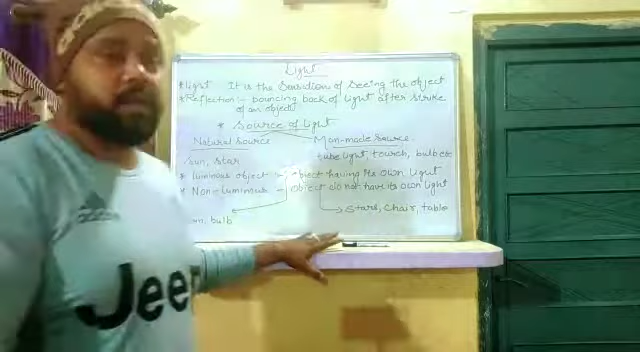 Light
* Light It is the Sensation of Seeing the object
* Reflection :- bouncing back of light after strike
of an object
* Source of Light
Natural Source Man-made Source
Sun, star tube light, tourch, bulb etc
* luminous object - object having its own light
* Non-luminous - object do not have its own light
Stars, chair, table
bulb
adidas
Jeep